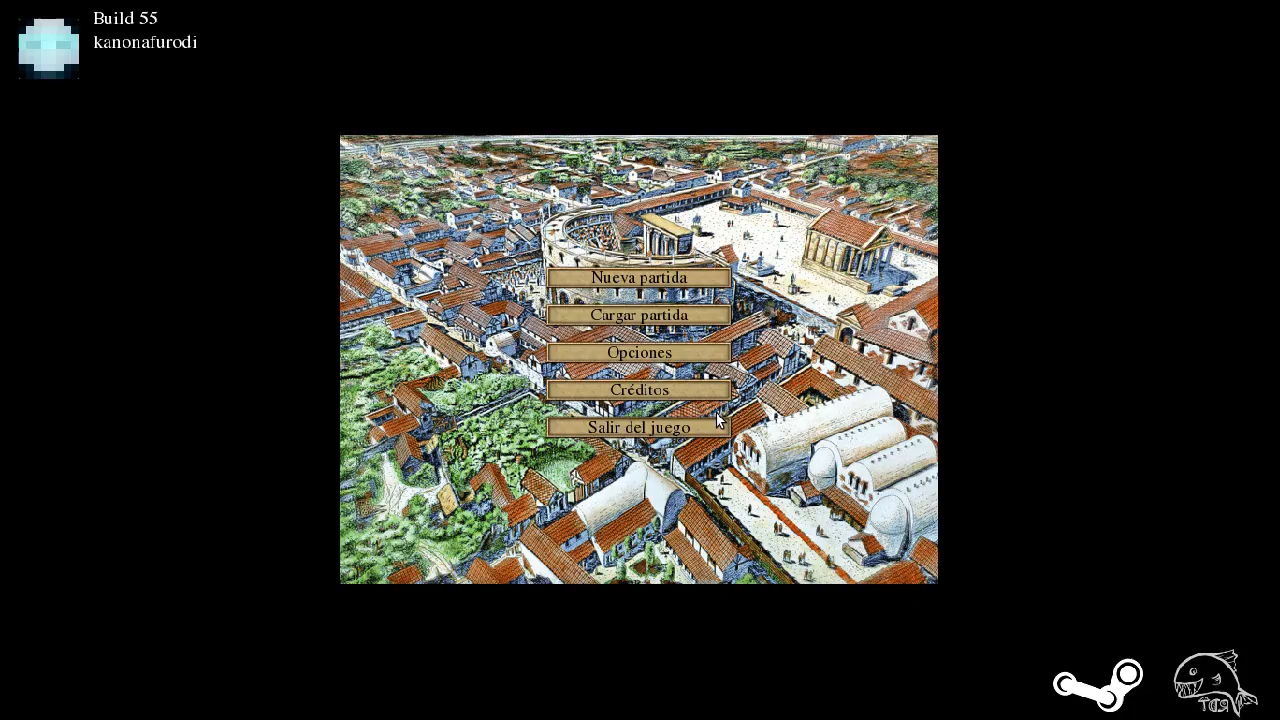 Build 55
kanonafurodi
Nueva partida
Cargar partida
Opciones
Créditos
Salir del juego